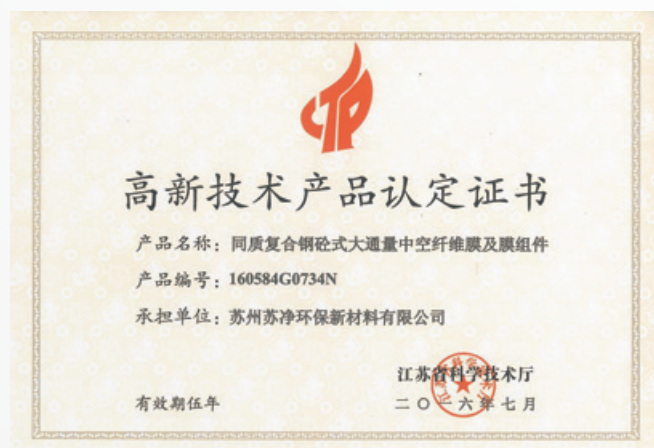 高新技术产品认定证书
产品名称：同质复合钢砼式大通量中空纤维膜及膜组件
产品编号：160584G0734N
承担单位：苏州苏净环保新材料有限公司
江苏省科学技术厅
有效期伍年
二〇一六年七月